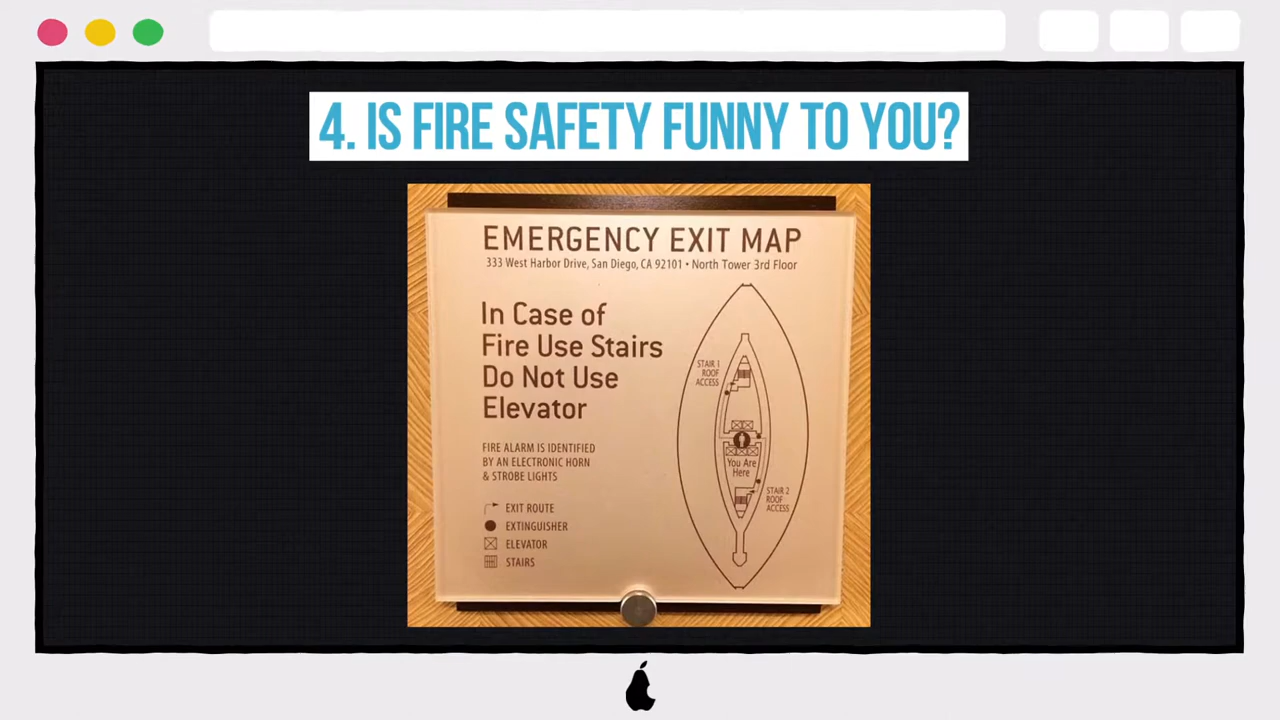 4. IS FIRE SAFETY FUNNY TO YOU?
EMERGENCY EXIT MAP
333 West Harbor Drive, San Diego, CA 92101 • North Tower 3rd Floor
In Case of
Fire Use Stairs
Do Not Use
Elevator
FIRE ALARM IS IDENTIFIED
BY AN ELECTRONIC HORN
& STROBE LIGHTS
EXIT ROUTE
EXTINGUISHER
ELEVATOR
STAIRS
STAIR 1
ROOF
ACCESS
You Are
Here
STAIR 2
ROOF
ACCESS